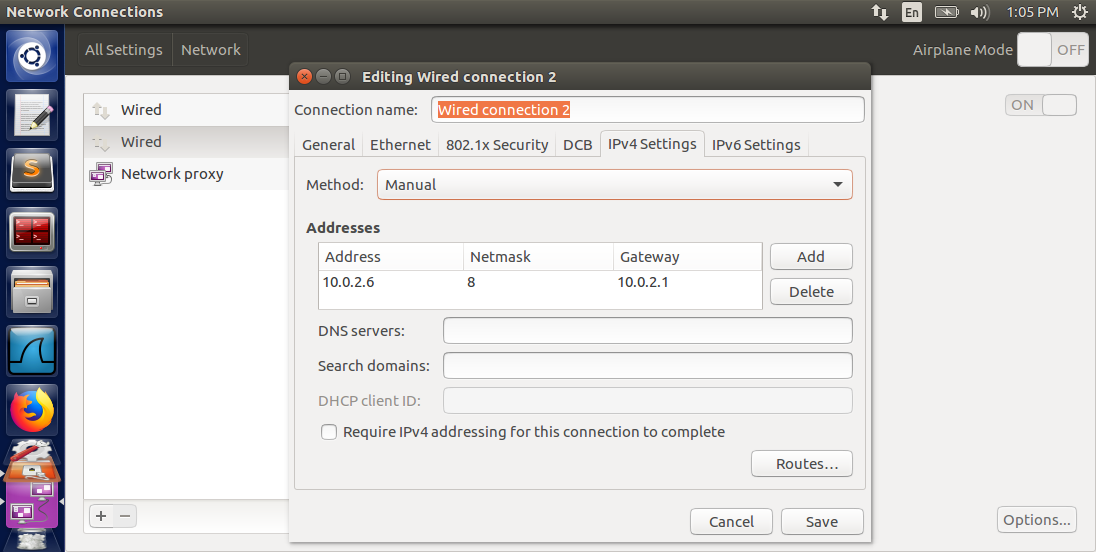 Network Connections
En
1:05 PM
All Settings
Network
Airplane Mode
OFF
Editing Wired connection 2
Connection name:
Wired connection 2
Wired
Wired
Network proxy
ON
General
Ethernet
802.1x Security
DCB
IPv4 Settings
IPv6 Settings
Method:
Manual
Addresses
Address
Netmask
Gateway
10.0.2.6
8
10.0.2.1
Add
Delete
DNS servers:
Search domains:
DHCP client ID:
Require IPv4 addressing for this connection to complete
Routes...
Cancel
Save
Options...